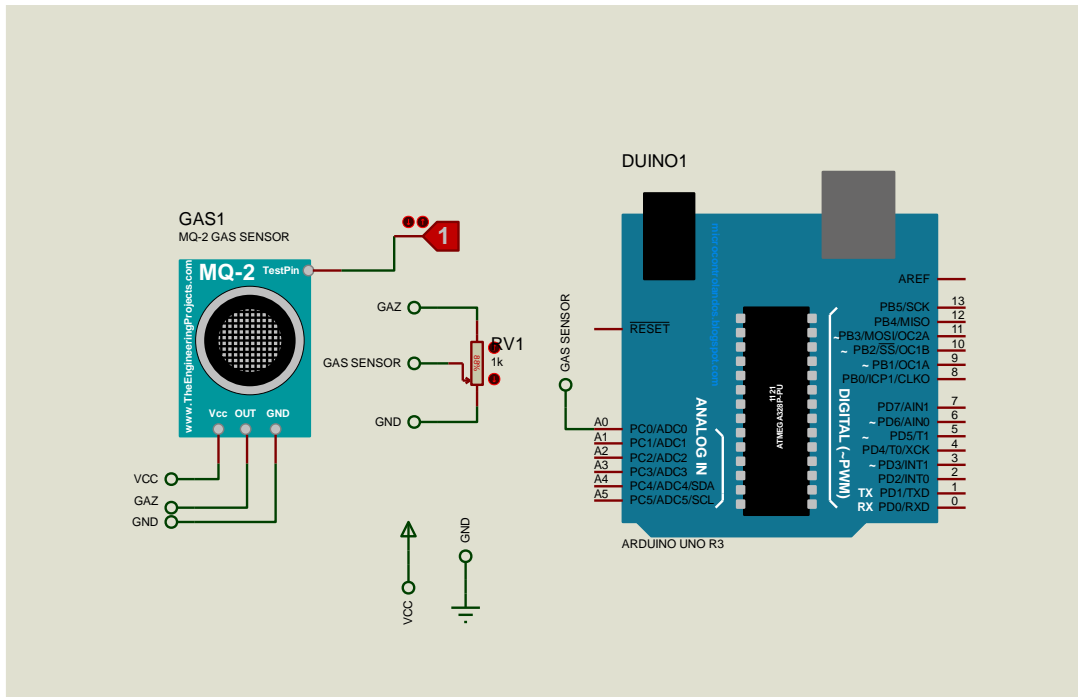 GAS1
MQ-2 GAS SENSOR
MQ-2
TestPin
www.TheEngineeringProjects.com
Vcc OUT GND
VCC
GAZ
GND
1
GAZ
GAS SENSOR
GND
RV1
1k
88%
VCC
GND
DUINO1
GAS SENSOR
RESET
A0 PC0/ADC0
A1 PC1/ADC1
A2 PC2/ADC2
A3 PC3/ADC3
A4 PC4/ADC4/SDA
A5 PC5/ADC5/SCL
ANALOG IN
1121
ATMEGA328P-PU
DIGITAL (~PWM)
AREF
PB5/SCK 13
PB4/MISO 12
~PB3/MOSI/OC2A 11
~ PB2/SS/OC1B 10
~ PB1/OC1A 9
PB0/ICP1/CLKO 8
PD7/AIN1 7
~ PD6/AIN0 6
~ PD5/T1 5
PD4/T0/XCK 4
~ PD3/INT1 3
PD2/INT0 2
TX PD1/TXD 1
RX PD0/RXD 0
ARDUINO UNO R3